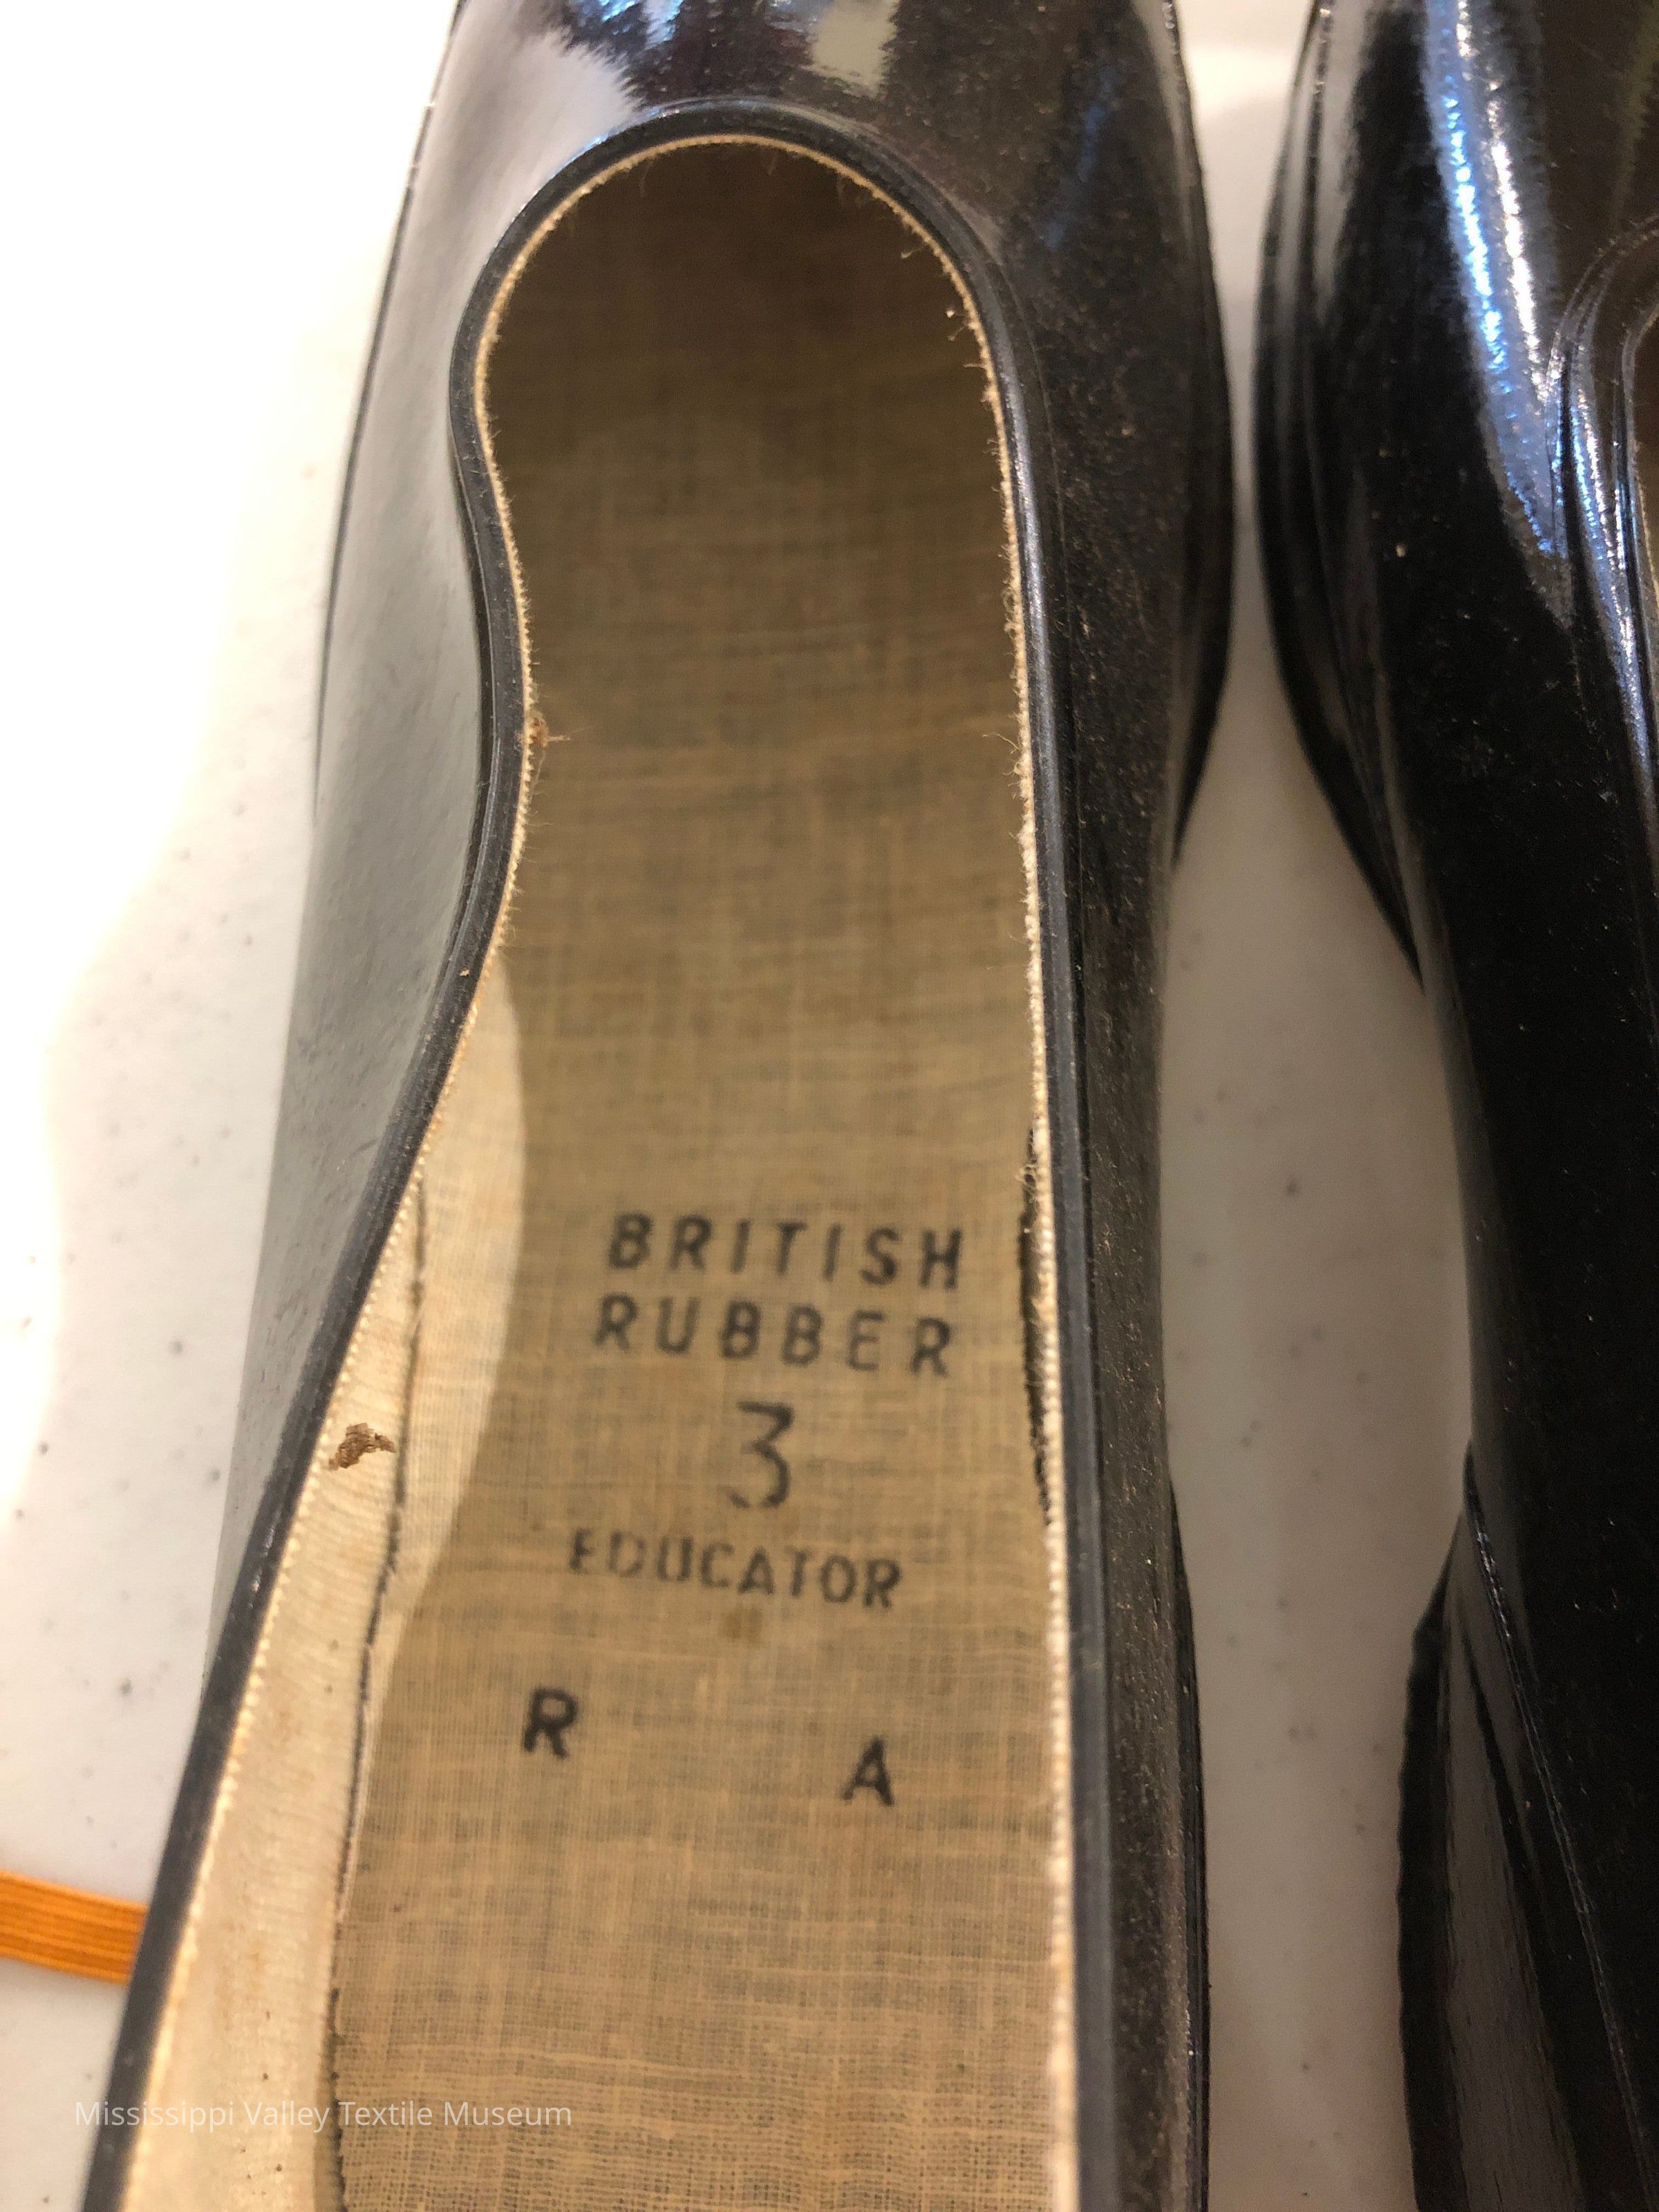 BRITISH
RUBBER
3
EDUCATOR
R A
Mississippi Valley Textile Museum